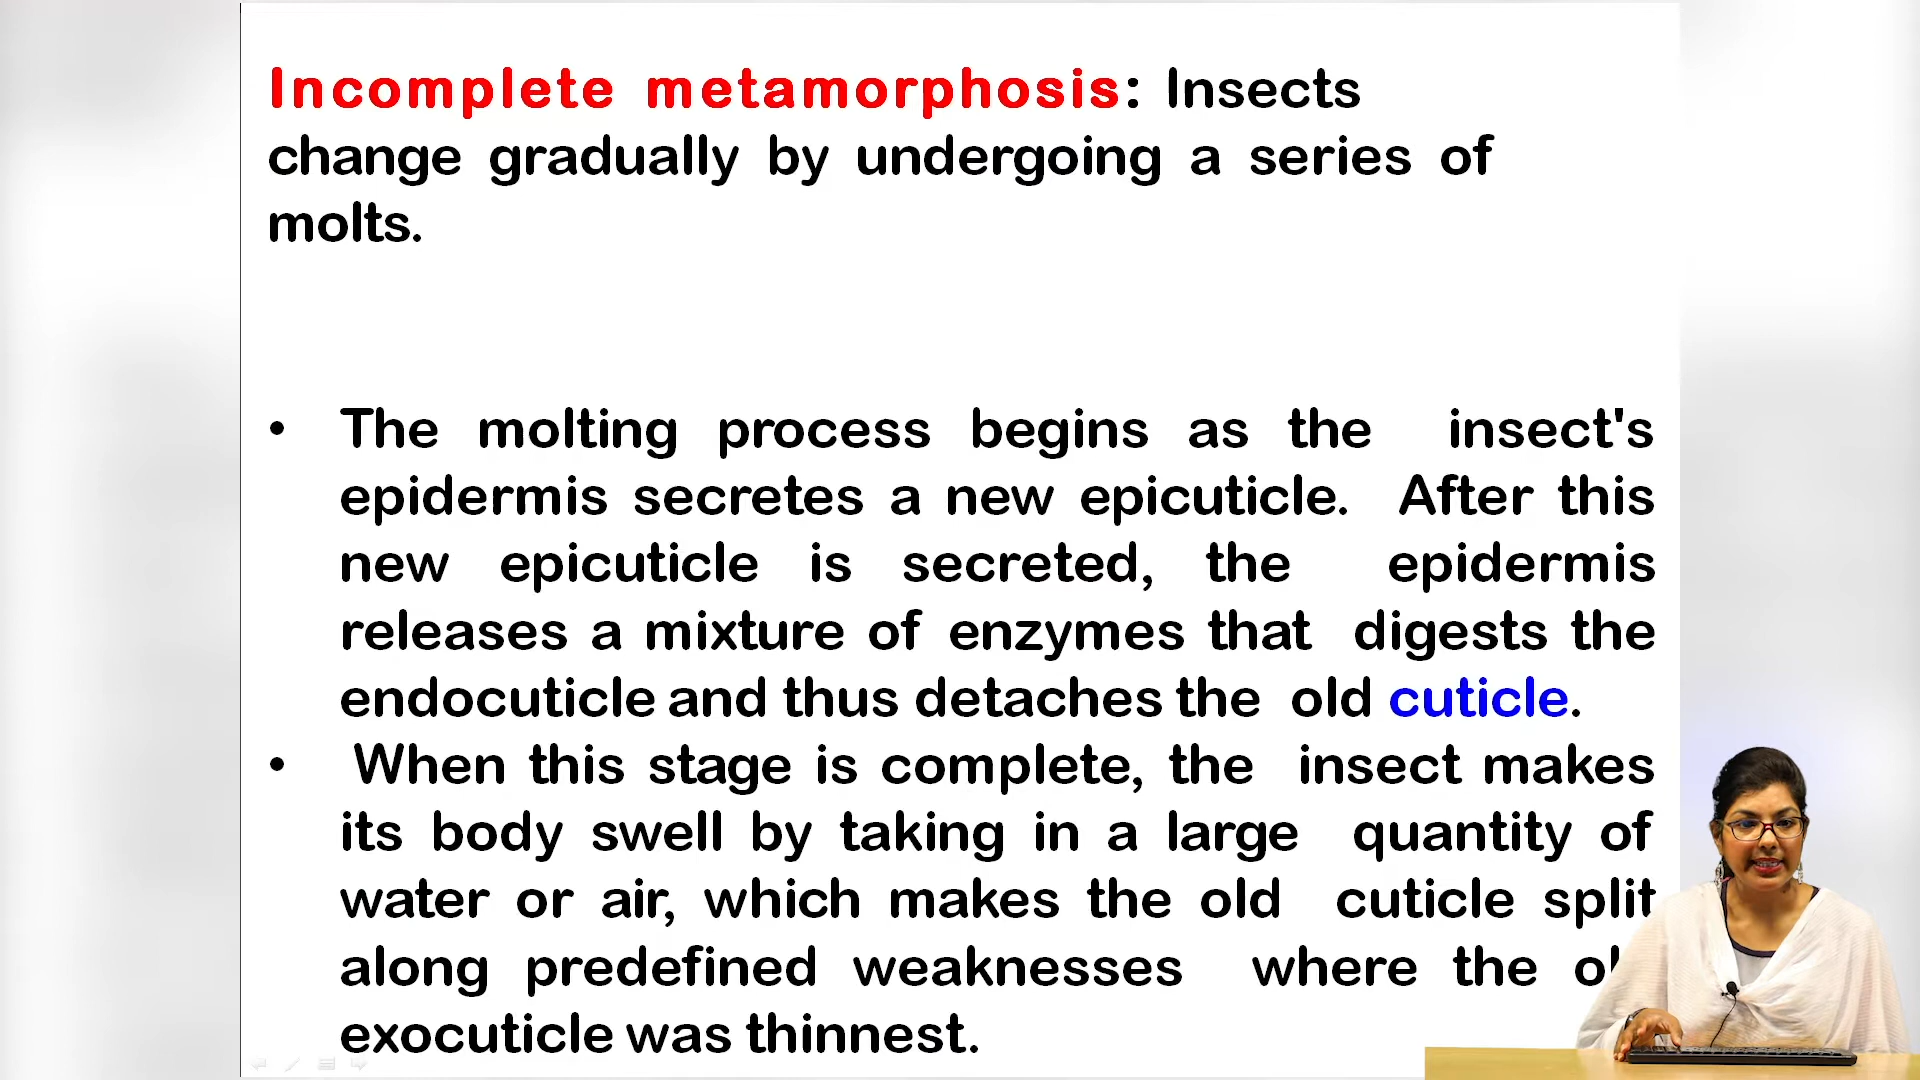 Incomplete metamorphosis: Insects
change gradually by undergoing a series of
molts.
• The molting process begins as the insect's
epidermis secretes a new epicuticle. After this
new epicuticle is secreted, the epidermis
releases a mixture of enzymes that digests the
endocuticle and thus detaches the old cuticle.
• When this stage is complete, the insect makes
its body swell by taking in a large quantity of
water or air, which makes the old cuticle split
along predefined weaknesses where the
exocuticle was thinnest.